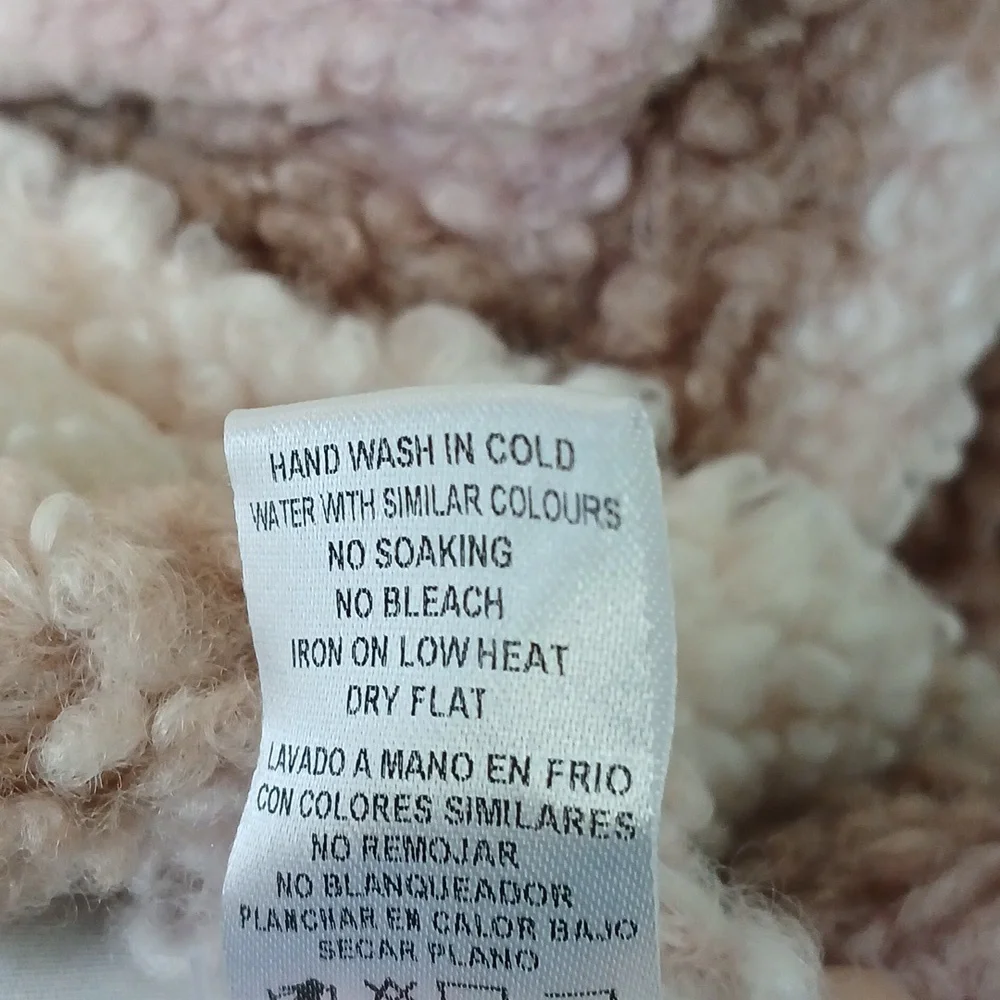 HAND WASH IN COLD
WATER WITH SIMILAR COLOURS
NO SOAKING
NO BLEACH
IRON ON LOW HEAT
DRY FLAT
LAVADO A MANO EN FRIO
CON COLORES SIMILARES
NO REMOJAR
NO BLANQUEADOR
PLANCHAR EN CALOR BAJO
SECAR PLANO